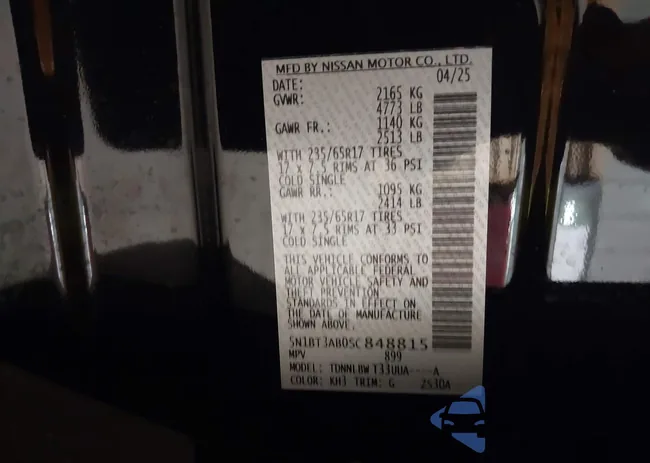 MFD BY NISSAN MOTOR CO., LTD.
DATE: 04/25
GVWR: 2165 KG
4773 LB
GAWR FR.: 1140 KG
2513 LB
WITH 235/65R17 TIRES
17 x 7.5 RIMS AT 36 PSI
COLD SINGLE
GAWR RR.: 1095 KG
2414 LB
WITH 235/65R17 TIRES
17 x 7.5 RIMS AT 33 PSI
COLD SINGLE
THIS VEHICLE CONFORMS TO
ALL APPLICABLE FEDERAL
MOTOR VEHICLE SAFETY AND
THEFT PREVENTION
STANDARDS IN EFFECT ON
THE DATE OF MANUFACTURE
SHOWN ABOVE.
5N1BT3AB0SC848815
MPV 899
MODEL: TDNNLBW T33UUA----A
COLOR: KH3 TRIM: G 2S30A